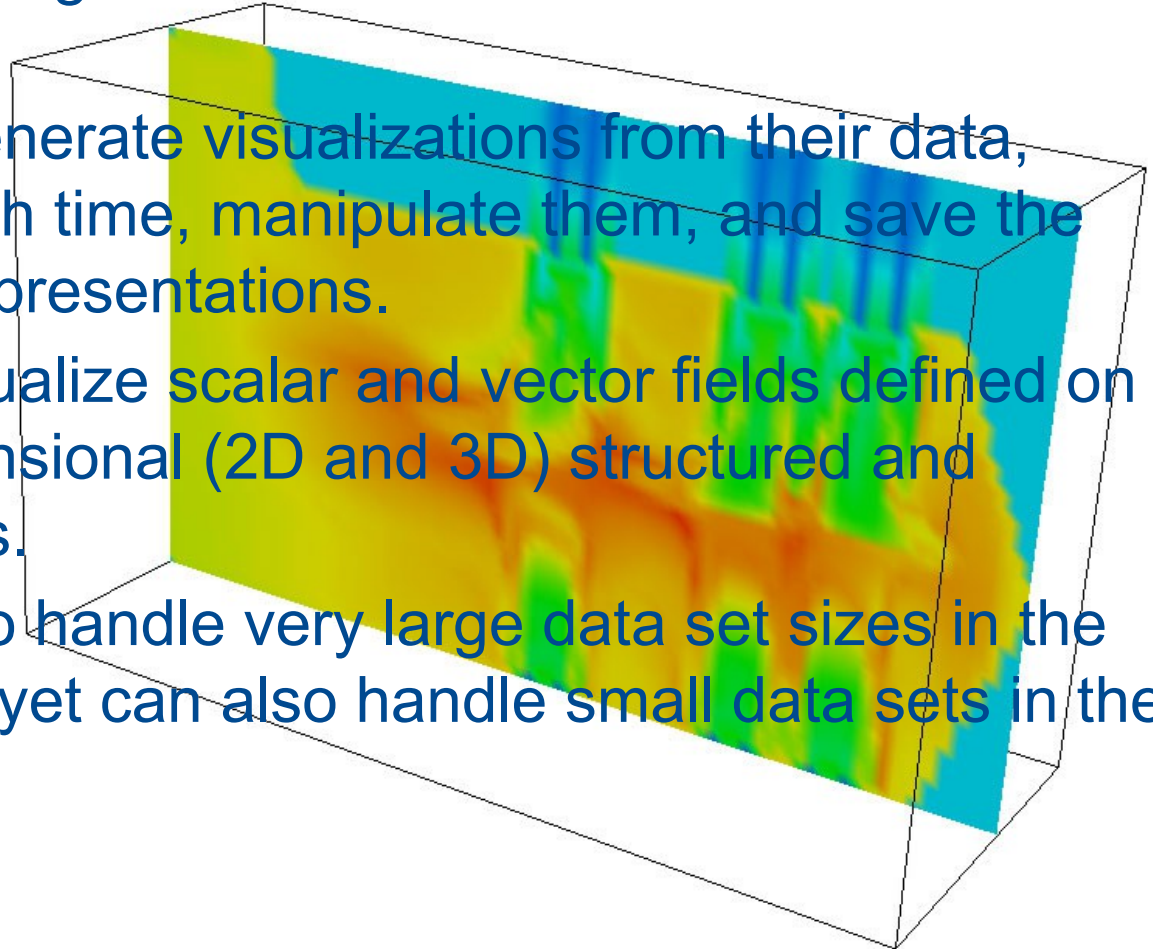 nerate visualizations from their data,
h time, manipulate them, and save the
presentations.
ualize scalar and vector fields defined on
nsional (2D and 3D) structured and
s.
o handle very large data set sizes in the
yet can also handle small data sets in the